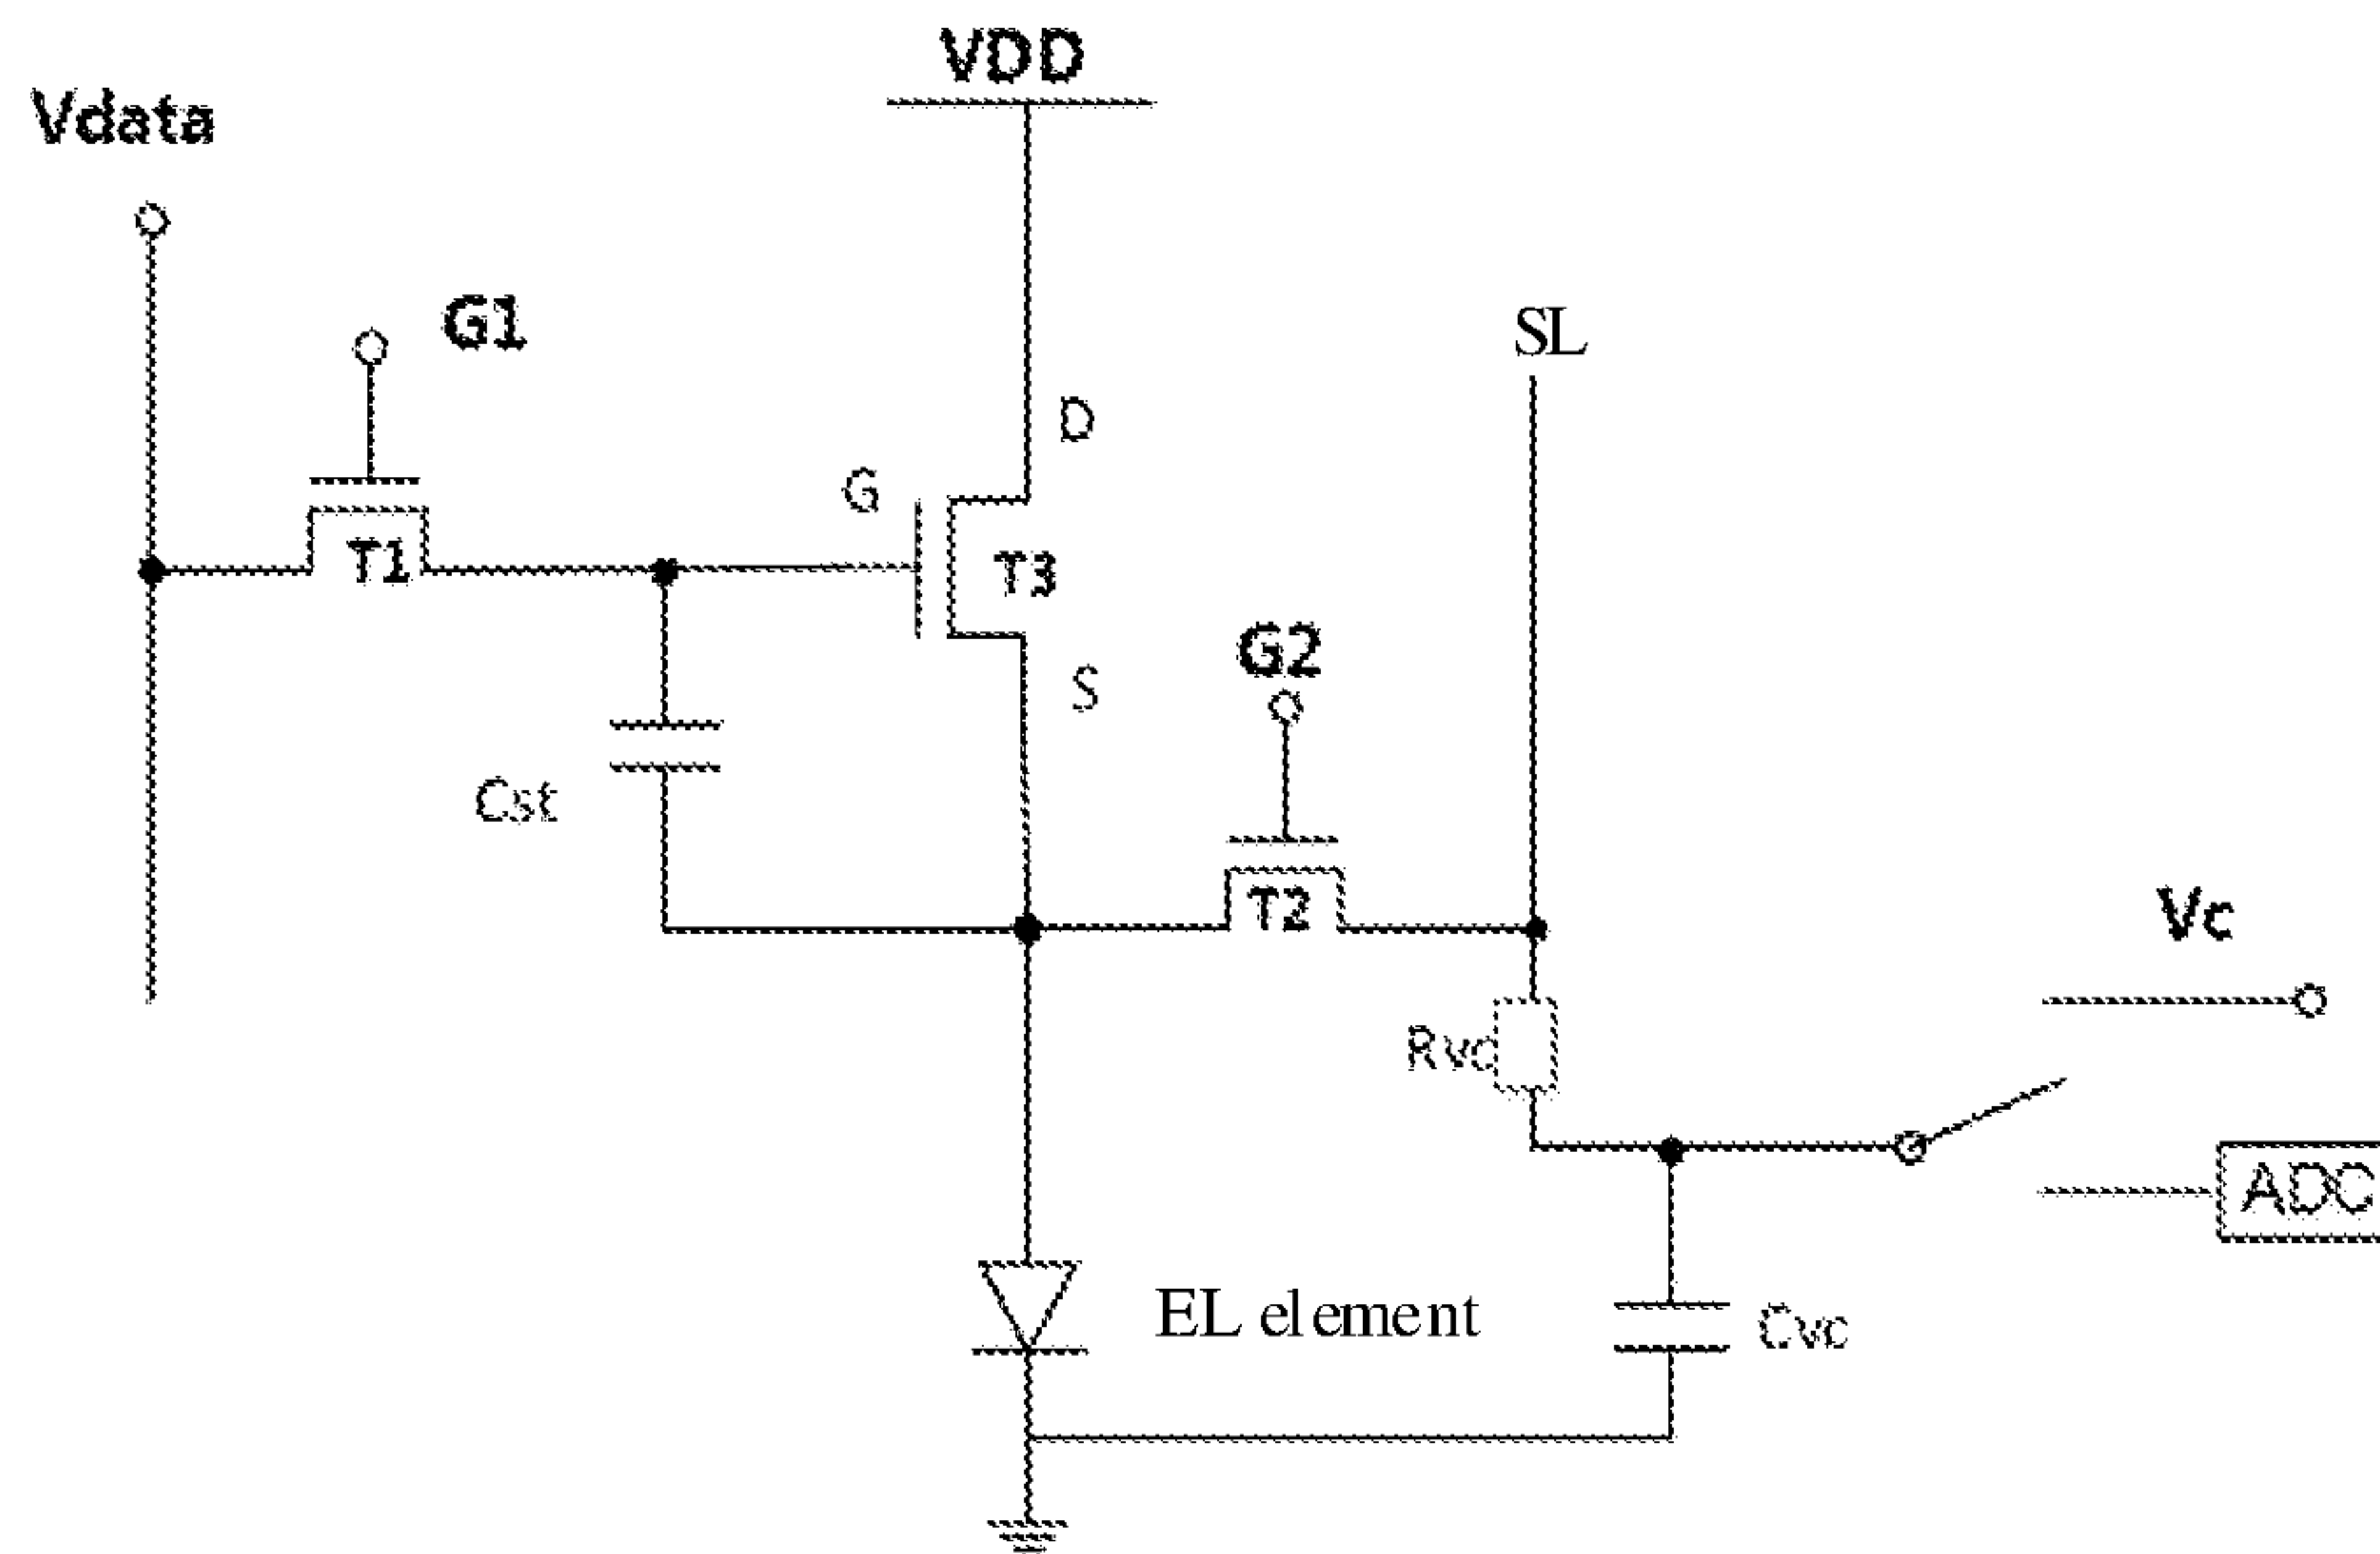 VDD
Vdata
G1
SL
D
G
T1
T3
G2
S
Cst
T2
Vc
Rvc
ADC
EL element
Cvc